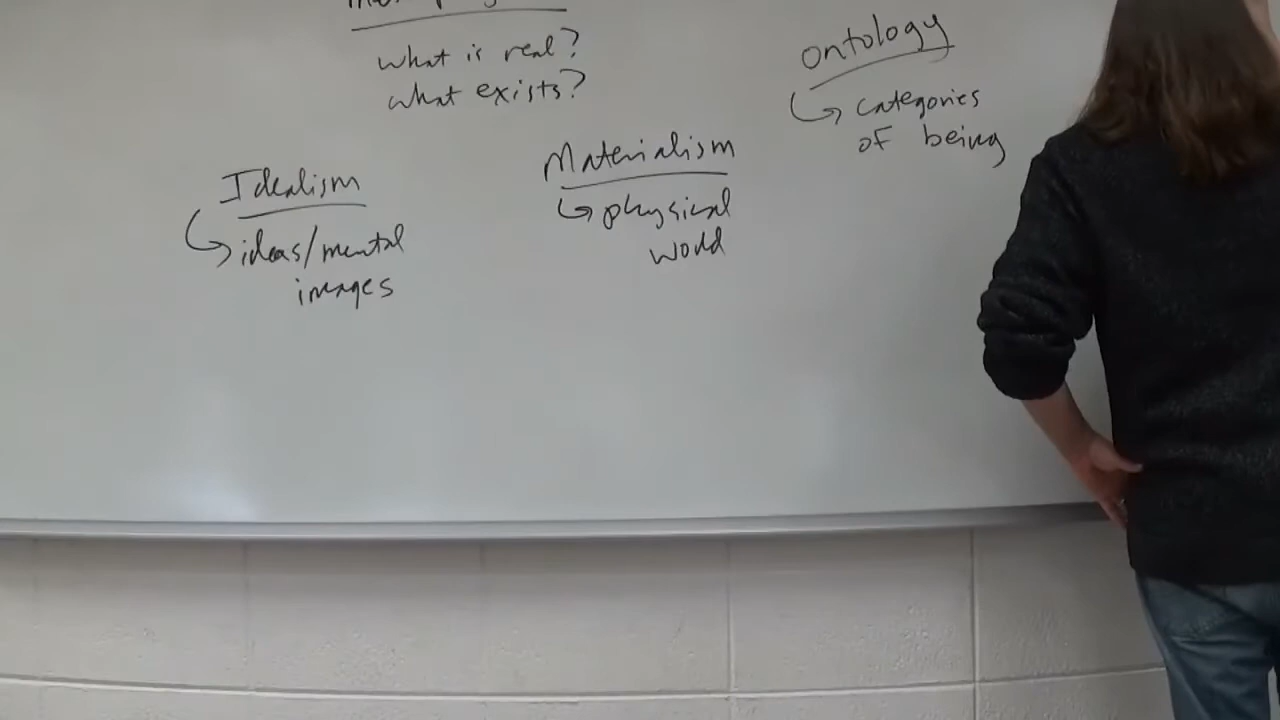 what is real?
what exists?
ontology
categories
of being
Idealism
ideas/mental
images
Materialism
physical
world